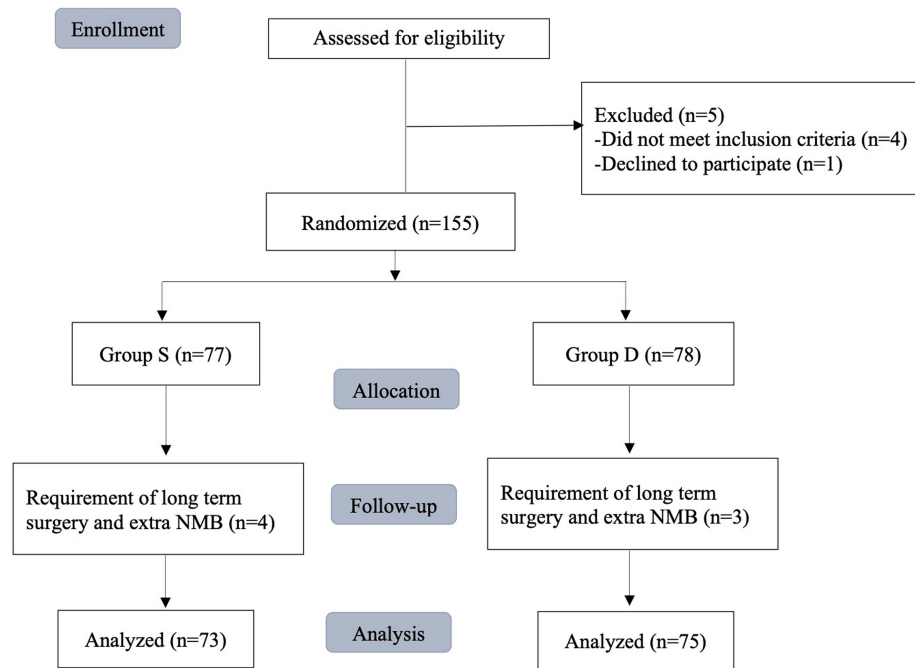 Enrollment
Assessed for eligibility
Excluded (n=5)
-Did not meet inclusion criteria (n=4)
-Declined to participate (n=1)
Randomized (n=155)
Group S (n=77)
Group D (n=78)
Allocation
Requirement of long term
surgery and extra NMB (n=4)
Follow-up
Requirement of long term
surgery and extra NMB (n=3)
Analyzed (n=73)
Analysis
Analyzed (n=75)